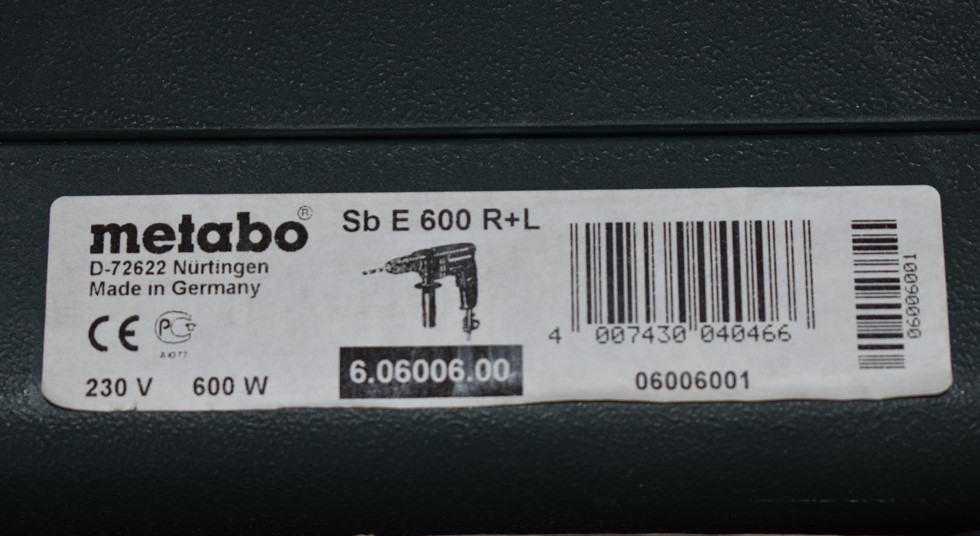 metabo®
D-72622 Nürtingen
Made in Germany
CE
PC
230 V 600 W
Sb E 600 R+L
6.06006.00
4 007430 040466
06006001
06006001